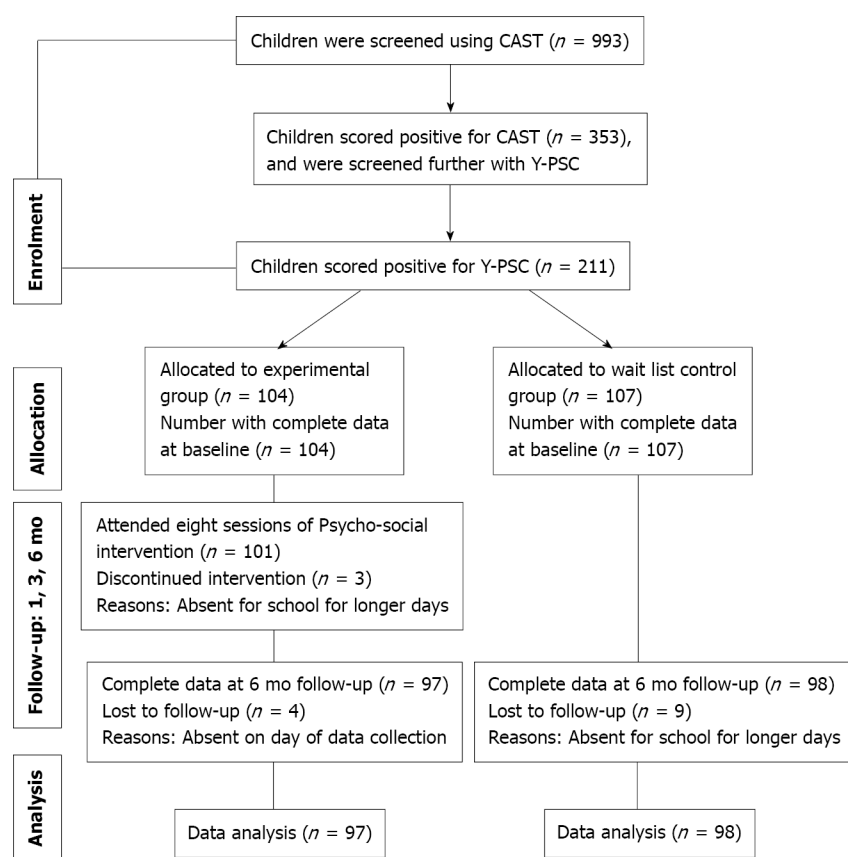 Children were screened using CAST (n = 993)
Children scored positive for CAST (n = 353),
and were screened further with Y-PSC
Enrolment
Children scored positive for Y-PSC (n = 211)
Allocation
Allocated to experimental
group (n = 104)
Number with complete data
at baseline (n = 104)
Allocated to wait list control
group (n = 107)
Number with complete data
at baseline (n = 107)
Follow-up: 1, 3, 6 mo
Attended eight sessions of Psycho-social
intervention (n = 101)
Discontinued intervention (n = 3)
Reasons: Absent for school for longer days
Complete data at 6 mo follow-up (n = 97)
Lost to follow-up (n = 4)
Reasons: Absent on day of data collection
Complete data at 6 mo follow-up (n = 98)
Lost to follow-up (n = 9)
Reasons: Absent for school for longer days
Analysis
Data analysis (n = 97)
Data analysis (n = 98)